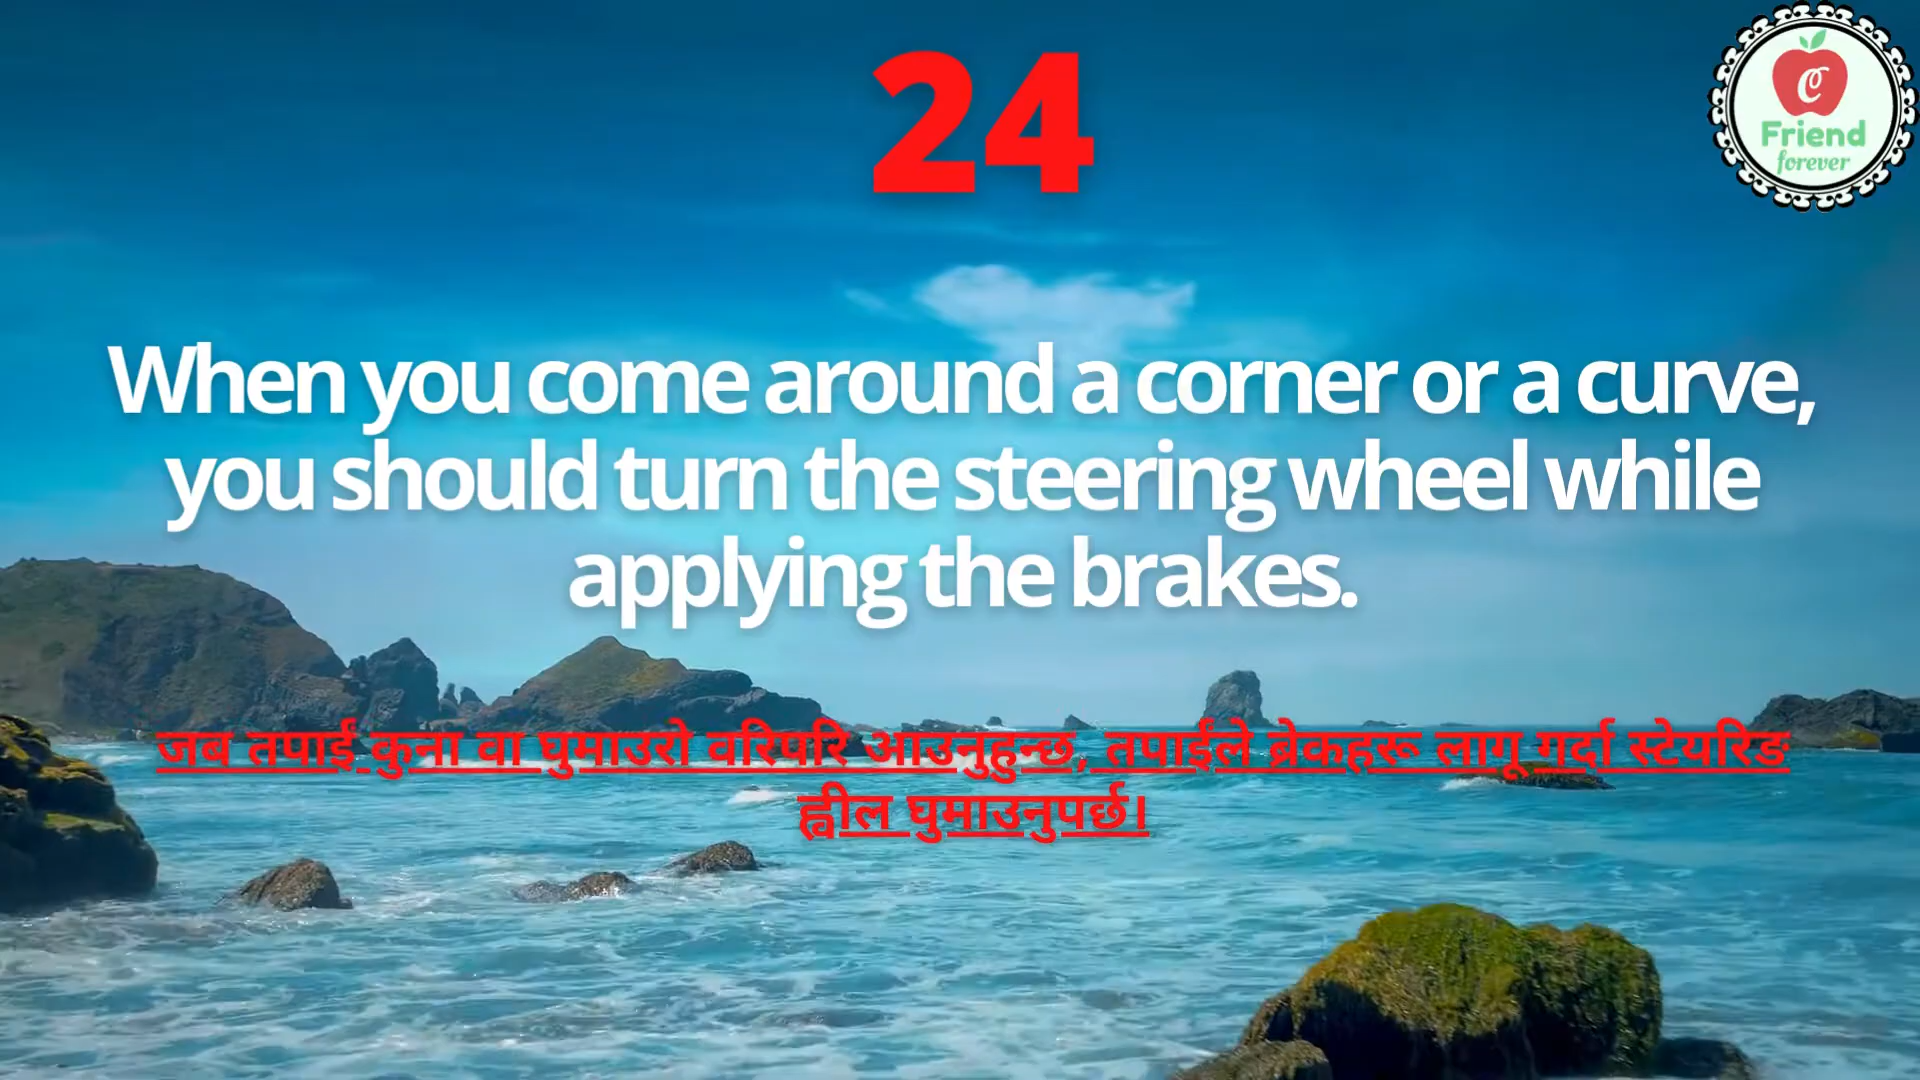 24
C
Friend
forever
When you come around a corner or a curve,
you should turn the steering wheel while
applying the brakes.
जब तपाईं कुना वा घुमाउरो वरिपरि आउनुहुन्छ, तपाईंले ब्रेकहरू लागू गर्दा स्टेयरिङ
ह्वील घुमाउनुपर्छ।